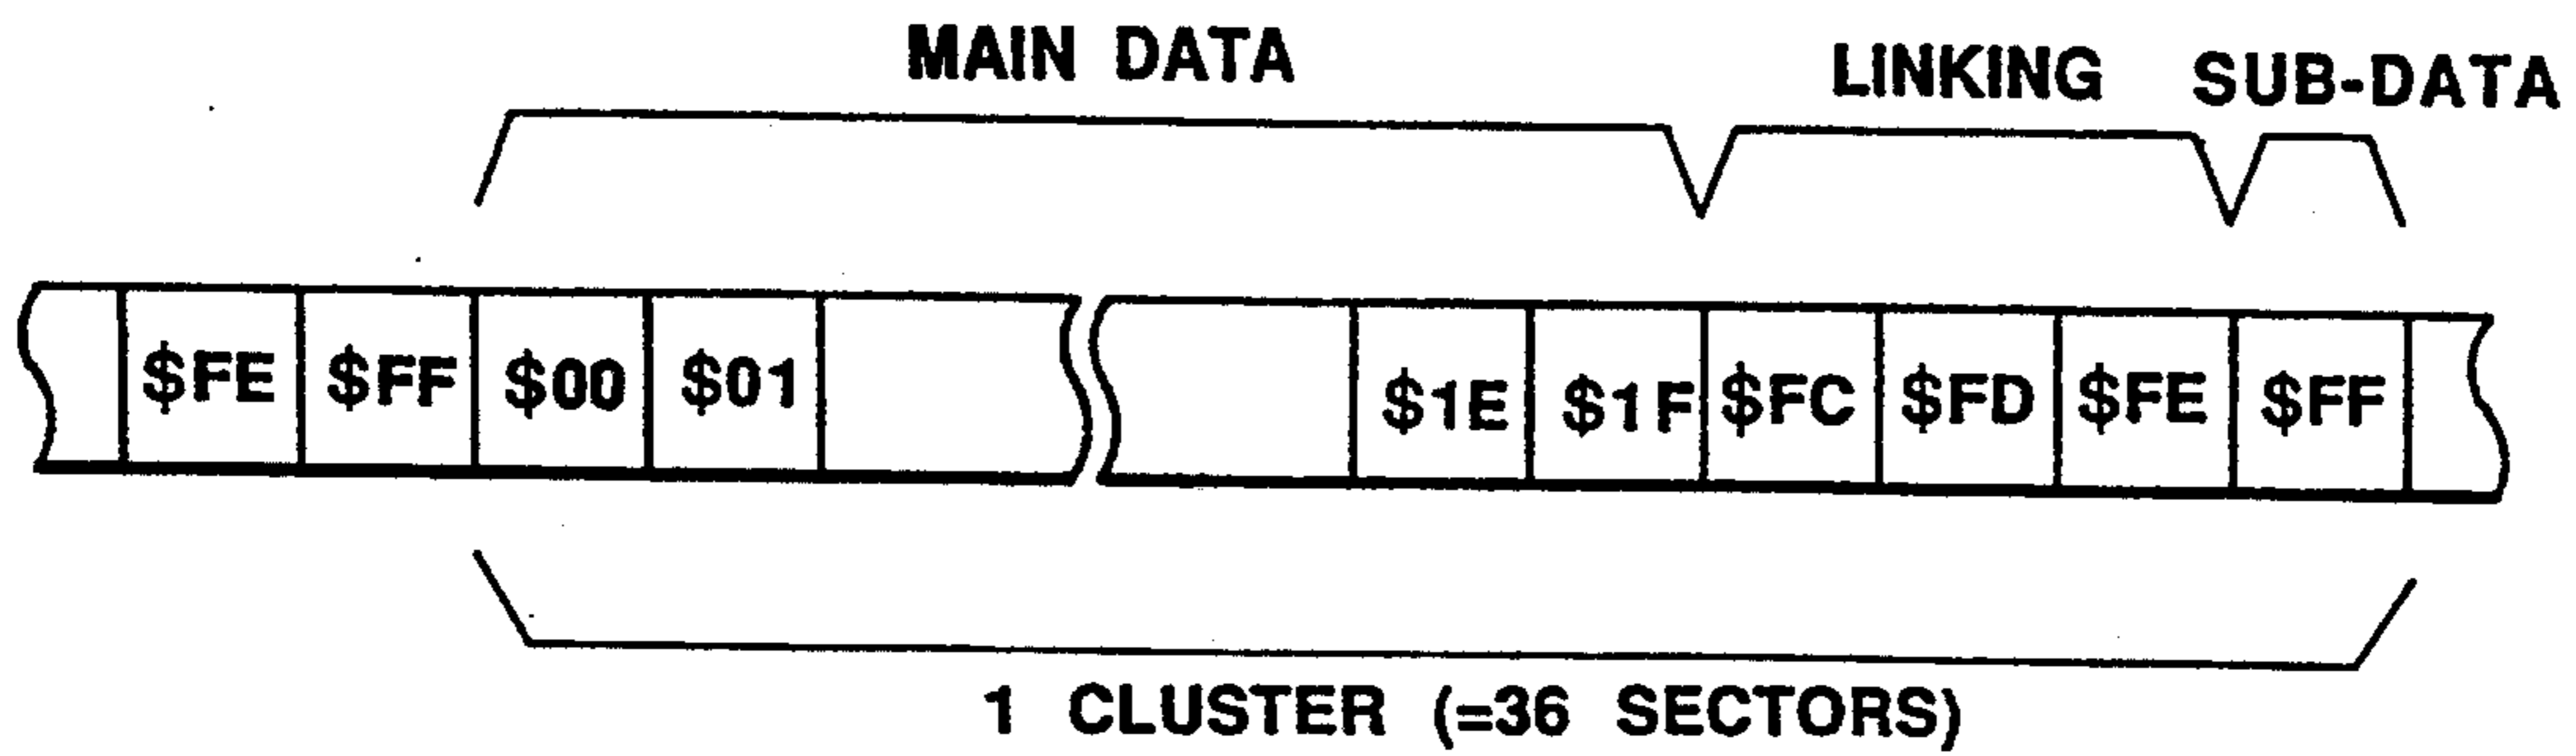 MAIN DATA LINKING SUB-DATA
$FE $FF $00 $01 $1E $1F $FC $FD $FE $FF
1 CLUSTER (=36 SECTORS)